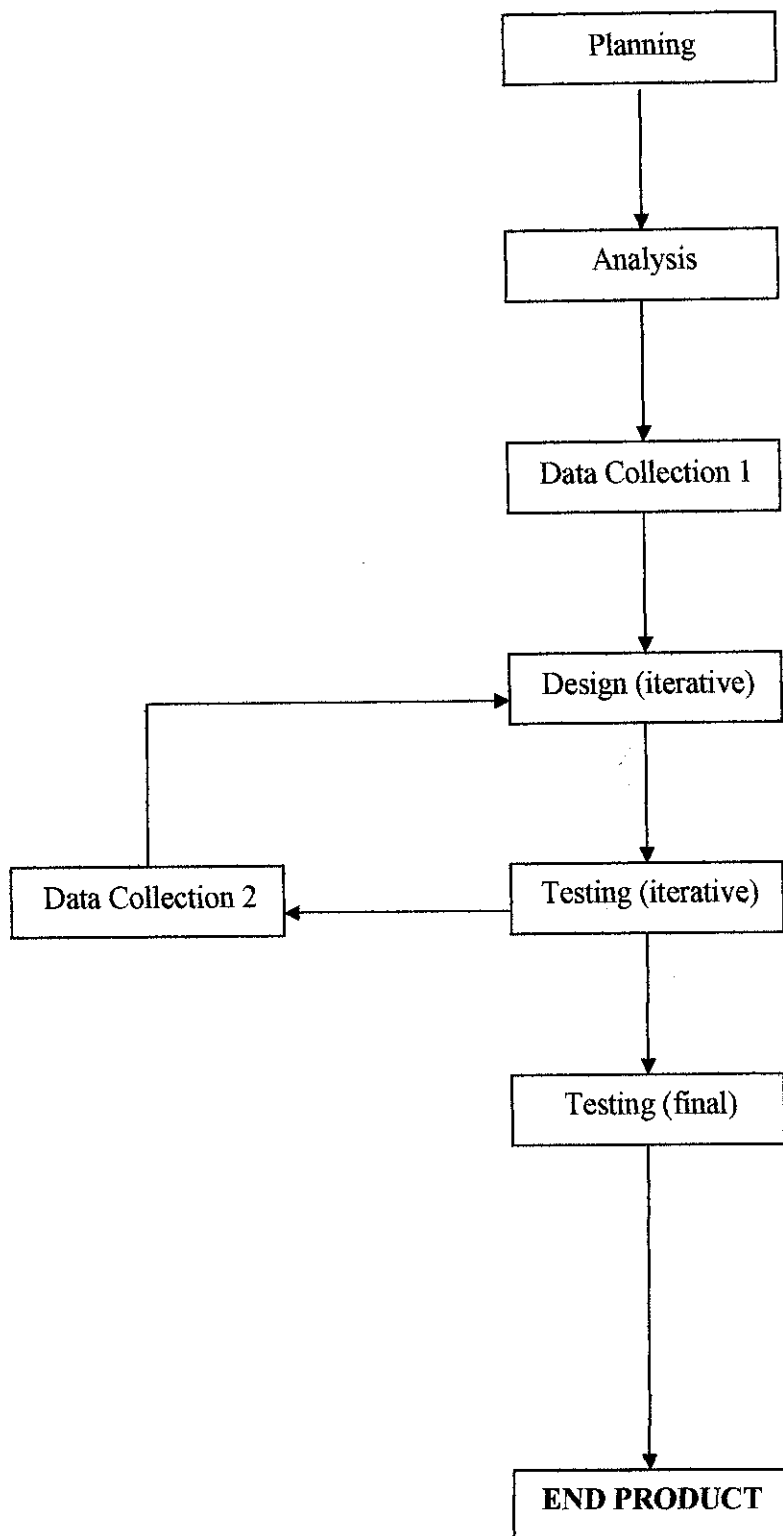 Planning
Analysis
Data Collection 1
Design (iterative)
Data Collection 2
Testing (iterative)
Testing (final)
END PRODUCT